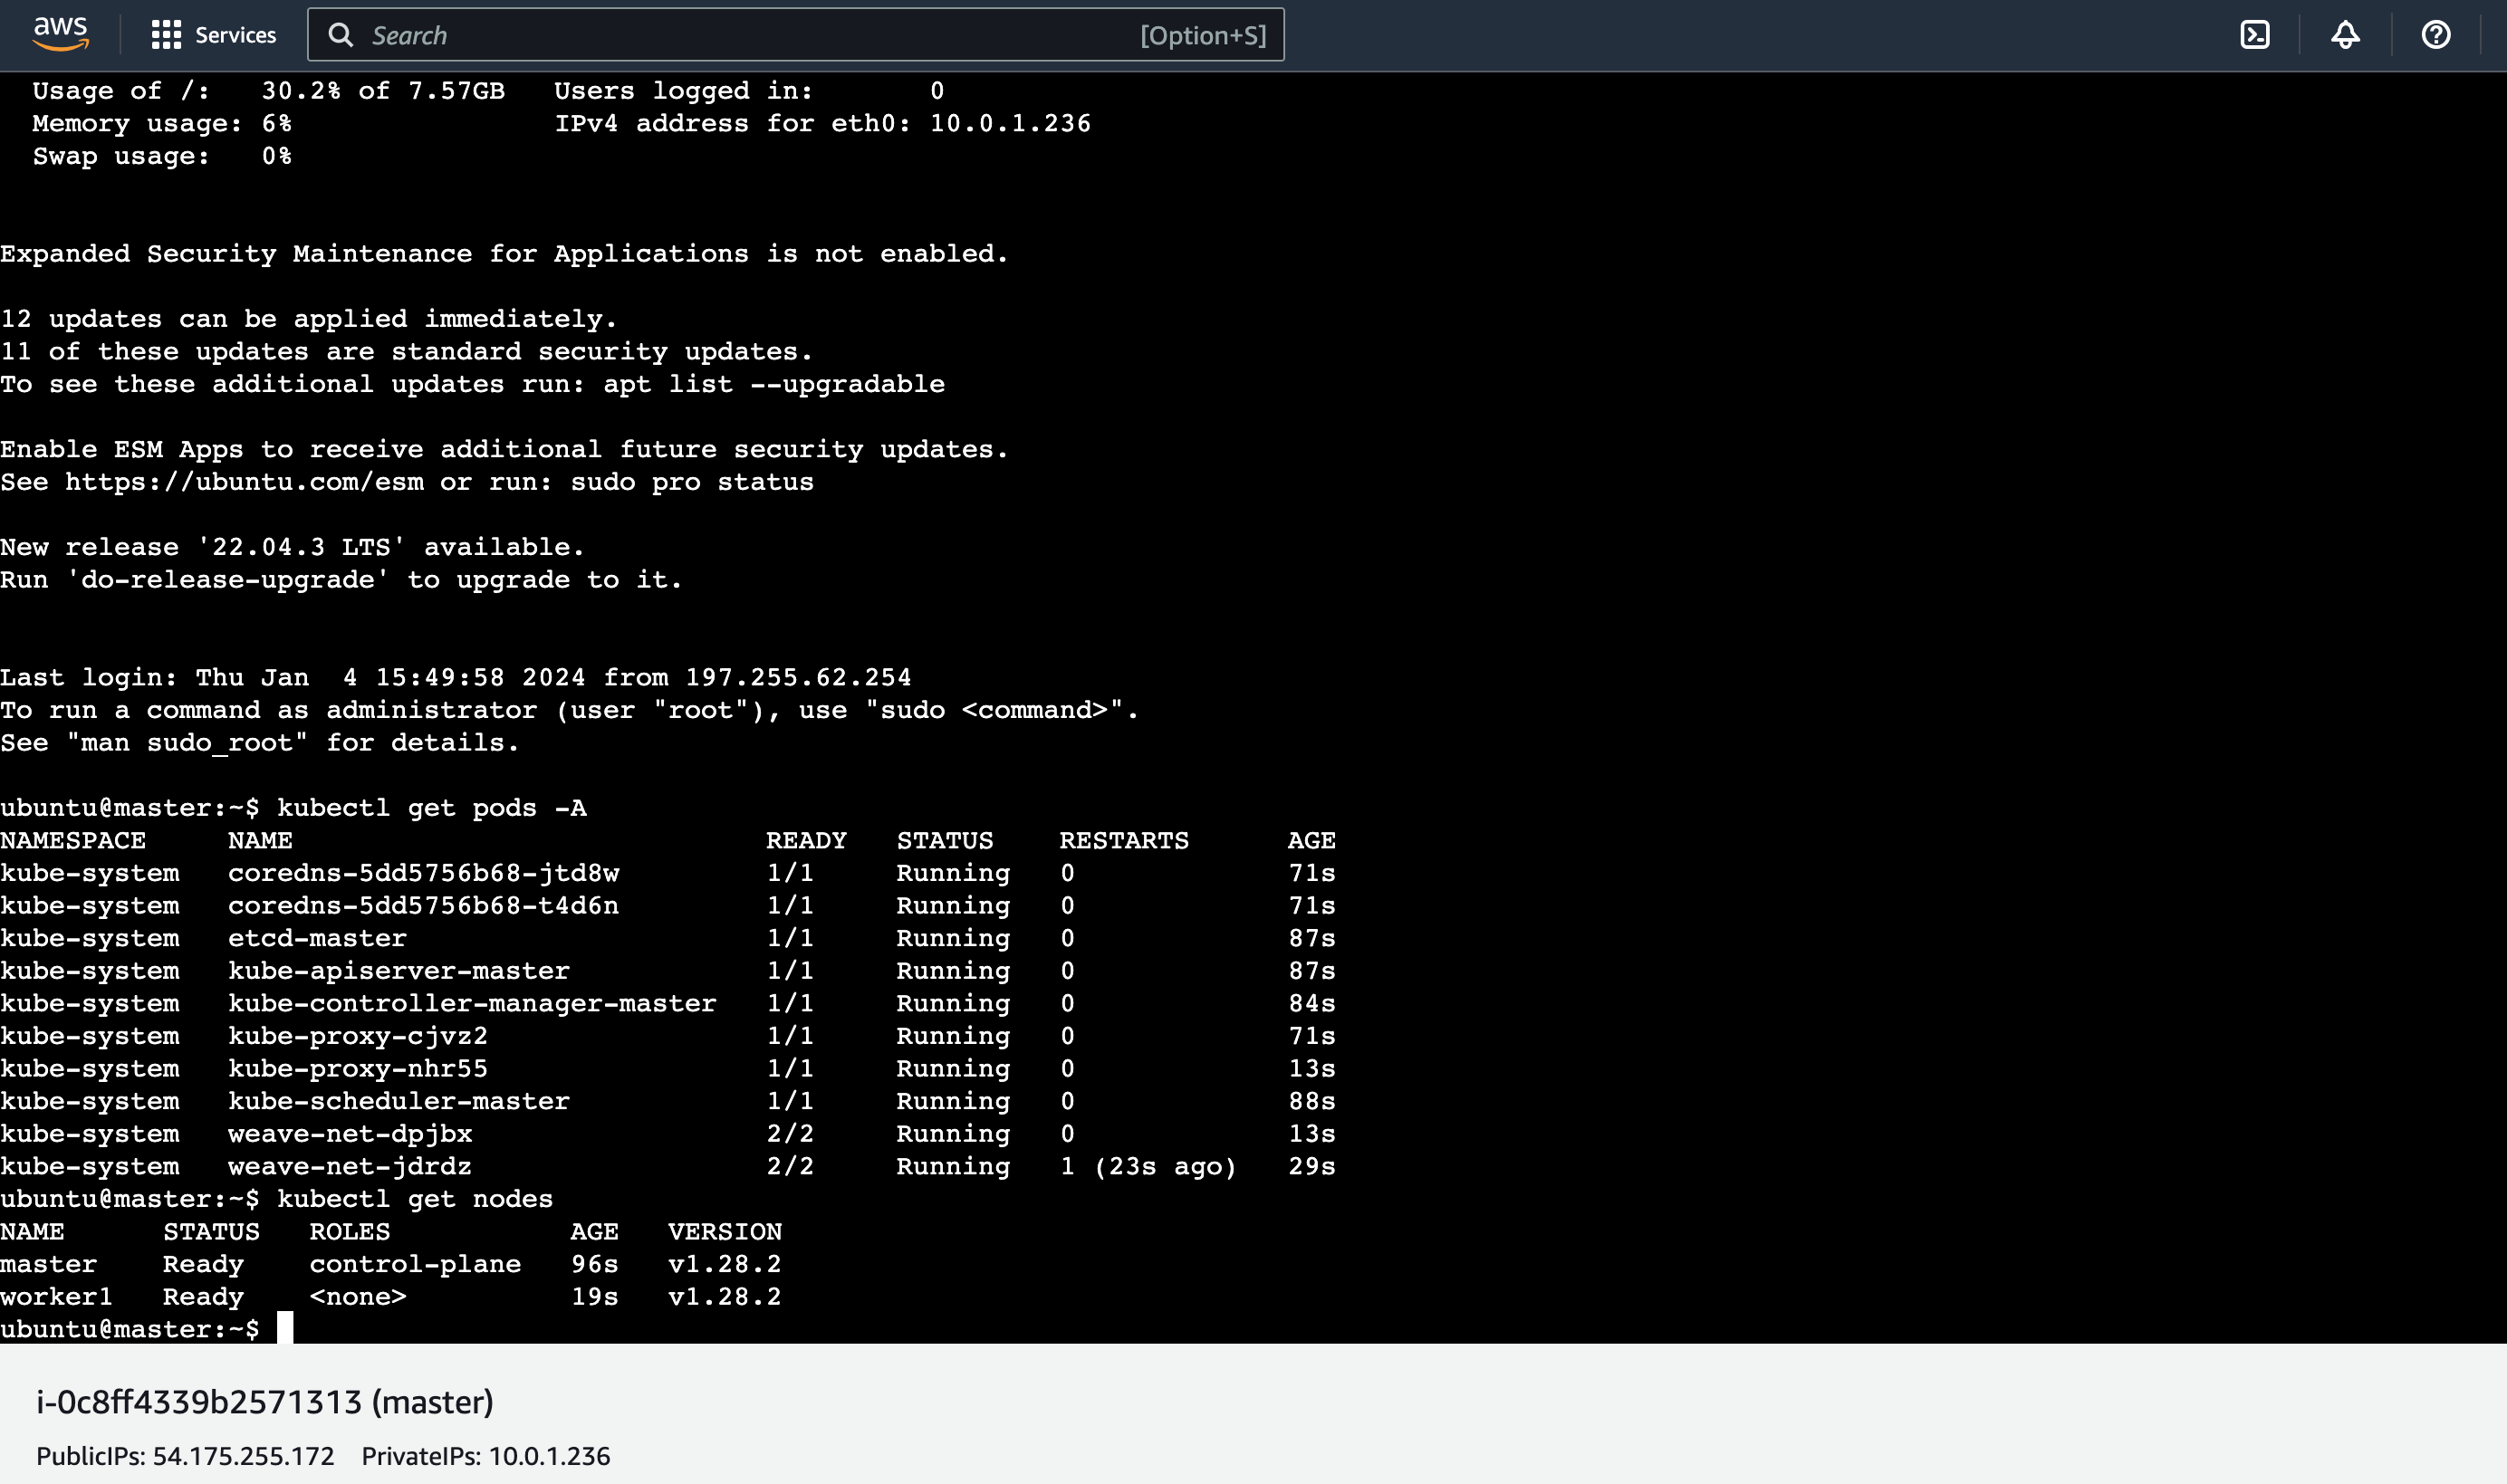 aws Services Search [Option+S]
Usage of /: 30.2% of 7.57GB Users logged in: 0
Memory usage: 6% IPv4 address for eth0: 10.0.1.236
Swap usage: 0%
Expanded Security Maintenance for Applications is not enabled.
12 updates can be applied immediately.
11 of these updates are standard security updates.
To see these additional updates run: apt list --upgradable
Enable ESM Apps to receive additional future security updates.
See https://ubuntu.com/esm or run: sudo pro status
New release '22.04.3 LTS' available.
Run 'do-release-upgrade' to upgrade to it.
Last login: Thu Jan  4 15:49:58 2024 from 197.255.62.254
To run a command as administrator (user "root"), use "sudo <command>".
See "man sudo_root" for details.
ubuntu@master:~$ kubectl get pods -A
NAMESPACE NAME READY STATUS RESTARTS AGE
kube-system coredns-5dd5756b68-jtd8w 1/1 Running 0 71s
kube-system coredns-5dd5756b68-t4d6n 1/1 Running 0 71s
kube-system etcd-master 1/1 Running 0 87s
kube-system kube-apiserver-master 1/1 Running 0 87s
kube-system kube-controller-manager-master 1/1 Running 0 84s
kube-system kube-proxy-cjvz2 1/1 Running 0 71s
kube-system kube-proxy-nhr55 1/1 Running 0 13s
kube-system kube-scheduler-master 1/1 Running 0 88s
kube-system weave-net-dpjbx 2/2 Running 0 13s
kube-system weave-net-jdrdz 2/2 Running 1 (23s ago) 29s
ubuntu@master:~$ kubectl get nodes
NAME STATUS ROLES AGE VERSION
master Ready control-plane 96s v1.28.2
worker1 Ready <none> 19s v1.28.2
ubuntu@master:~$
i-0c8ff4339b2571313 (master)
PublicIPs: 54.175.255.172 PrivateIPs: 10.0.1.236